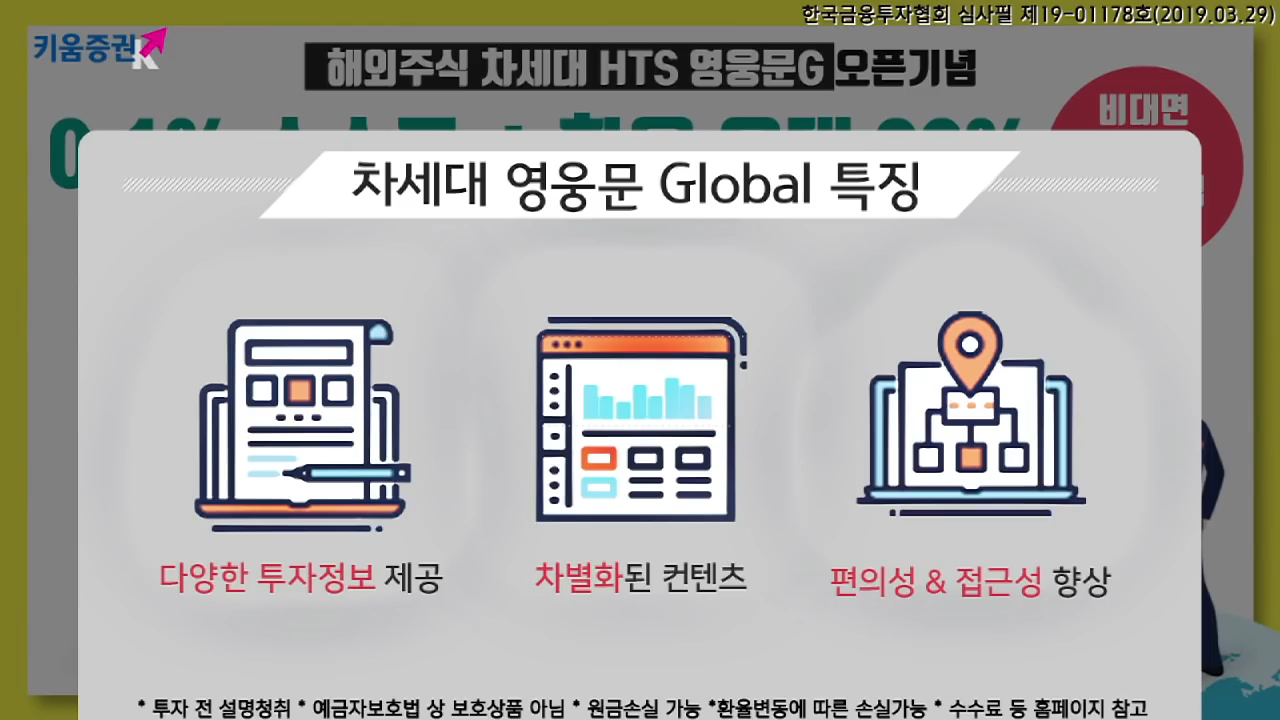 한국금융투자협회 심사필 제19-01178호(2019.03.29)
키움증권
해외주식 차세대 HTS 영웅문G 오픈기념
비대면
차세대 영웅문 Global 특징
다양한 투자정보 제공
차별화된 컨텐츠
편의성 & 접근성 향상
* 투자 전 설명청취 * 예금자보호법 상 보호상품 아님 * 원금손실 가능 *환율변동에 따른 손실가능 * 수수료 등 홈페이지 참고